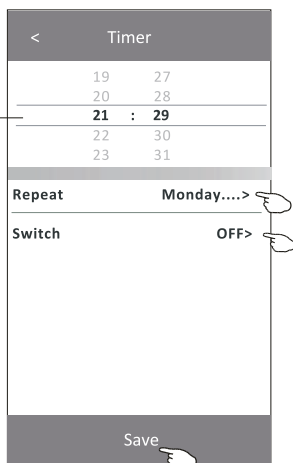 < Timer
19 27
20 28
21 : 29
22 30
23 31
Repeat Monday....>
Switch OFF>
Save